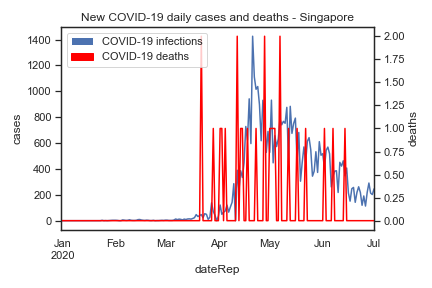 New COVID-19 daily cases and deaths - Singapore
COVID-19 infections
COVID-19 deaths
1400
1200
1000
800
600
400
200
0
cases
2.00
1.75
1.50
1.25
1.00
0.75
0.50
0.25
0.00
deaths
Jan Feb Mar Apr May Jun Jul
2020
dateRep